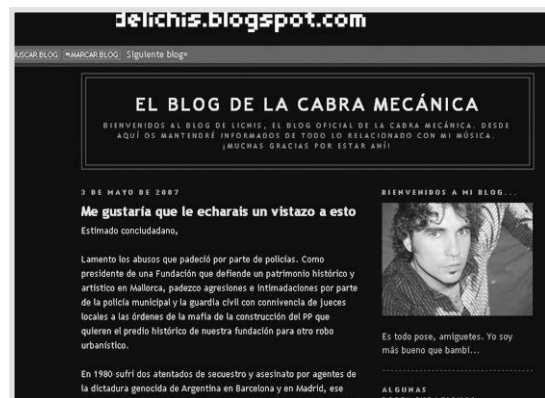 delichis.blogspot.com
BUSCAR BLOG MARCAR BLOG Siguiente blog»
EL BLOG DE LA CABRA MECÁNICA
BIENVENIDOS AL BLOG DE LICHIS, EL BLOG OFICIAL DE LA CABRA MECÁNICA. DESDE
AQUÍ OS MANTENDRÉ INFORMADOS DE TODO LO RELACIONADO CON MI MÚSICA.
¡MUCHAS GRACIAS POR ESTAR AHÍ!
3 DE MAYO DE 2007
Me gustaría que le echarais un vistazo a esto
Estimado conciudadano,
Lamento los abusos que padeció por parte de policías. Como
presidente de una Fundación que defiende un patrimonio histórico y
artístico en Mallorca, padezco agresiones e intimadaciones por parte
de la policía municipal y la guardia civil con connivencia de jueces
locales a las órdenes de la mafia de la construcción del PP que
quieren el predio histórico de nuestra fundación para otro robo
urbanístico.
En 1980 sufrí dos atentados de secuestro y asesinato por agentes de
la dictadura genocida de Argentina en Barcelona y en Madrid, ese
BIENVENIDOS A MI BLOG...
Es todo pose, amiguetes. Yo soy
más bueno que bambi...
ALGUNAS